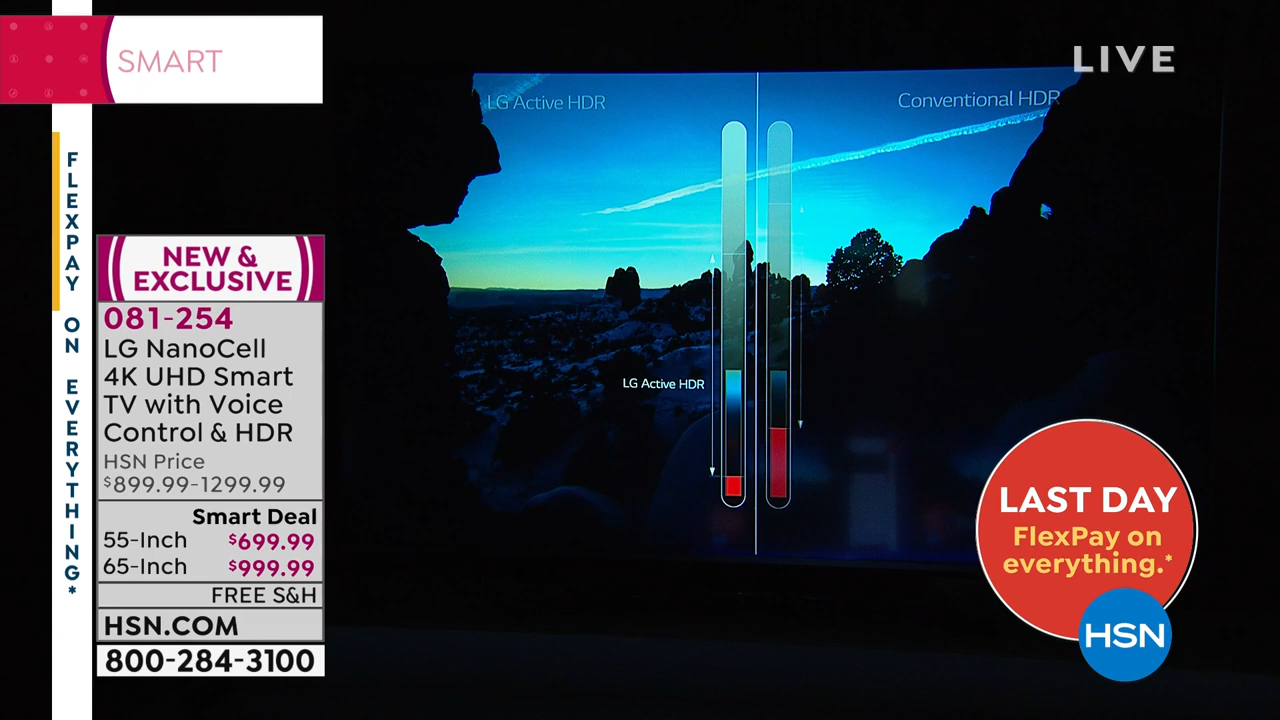 SMART
LIVE
LG Active HDR
Conventional HDR
LG Active HDR
FLEXPAY ON EVERYTHING.*
NEW &
EXCLUSIVE
081-254
LG NanoCell
4K UHD Smart
TV with Voice
Control & HDR
HSN Price
$899.99-1299.99
Smart Deal
55-Inch $699.99
65-Inch $999.99
FREE S&H
HSN.COM
800-284-3100
LAST DAY
FlexPay on
everything.*
HSN